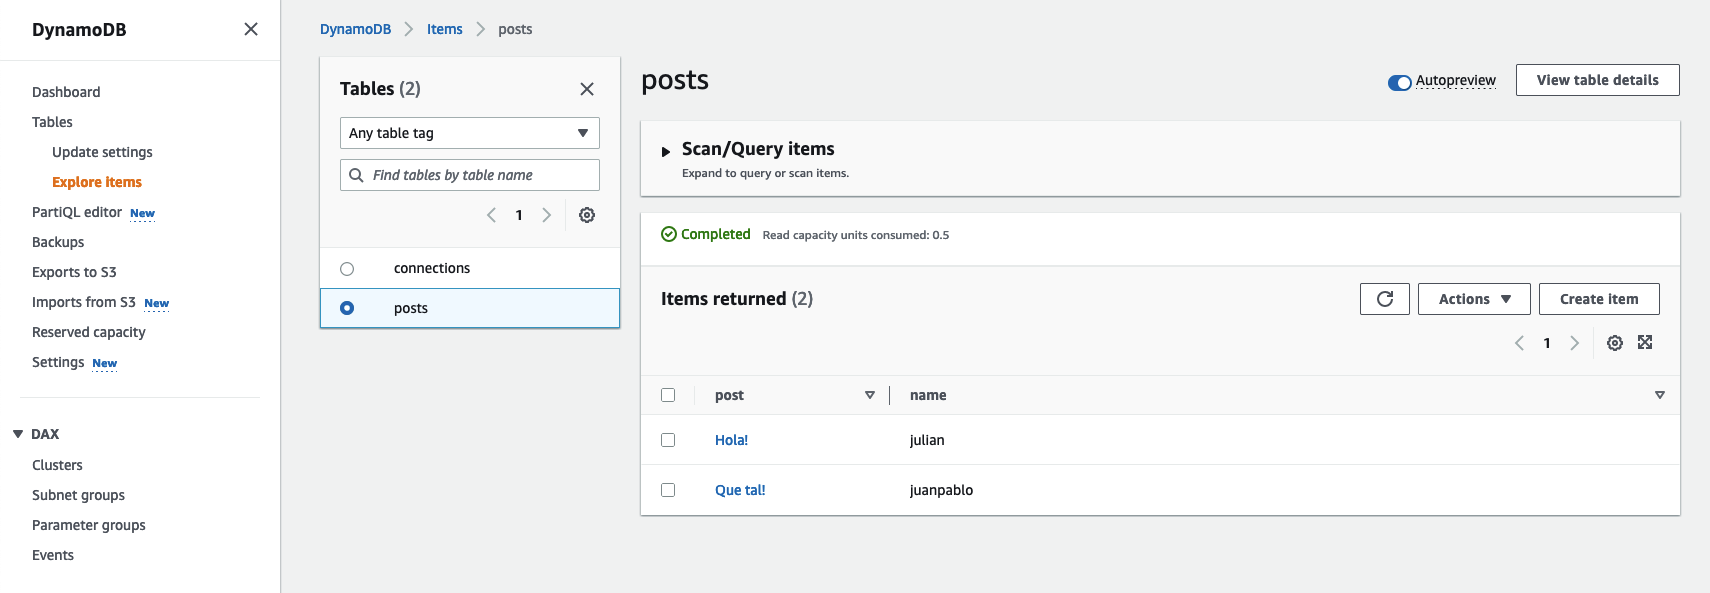 DynamoDB
Dashboard
Tables
Update settings
Explore items
PartiQL editor New
Backups
Exports to S3
Imports from S3 New
Reserved capacity
Settings New
DAX
Clusters
Subnet groups
Parameter groups
Events
DynamoDB Items posts
Tables (2)
Any table tag
Find tables by table name
1
connections
posts
posts
Autopreview View table details
Scan/Query items
Expand to query or scan items.
Completed Read capacity units consumed: 0.5
Items returned (2)
Actions Create item
1
post name
Hola! julian
Que tal! juanpablo